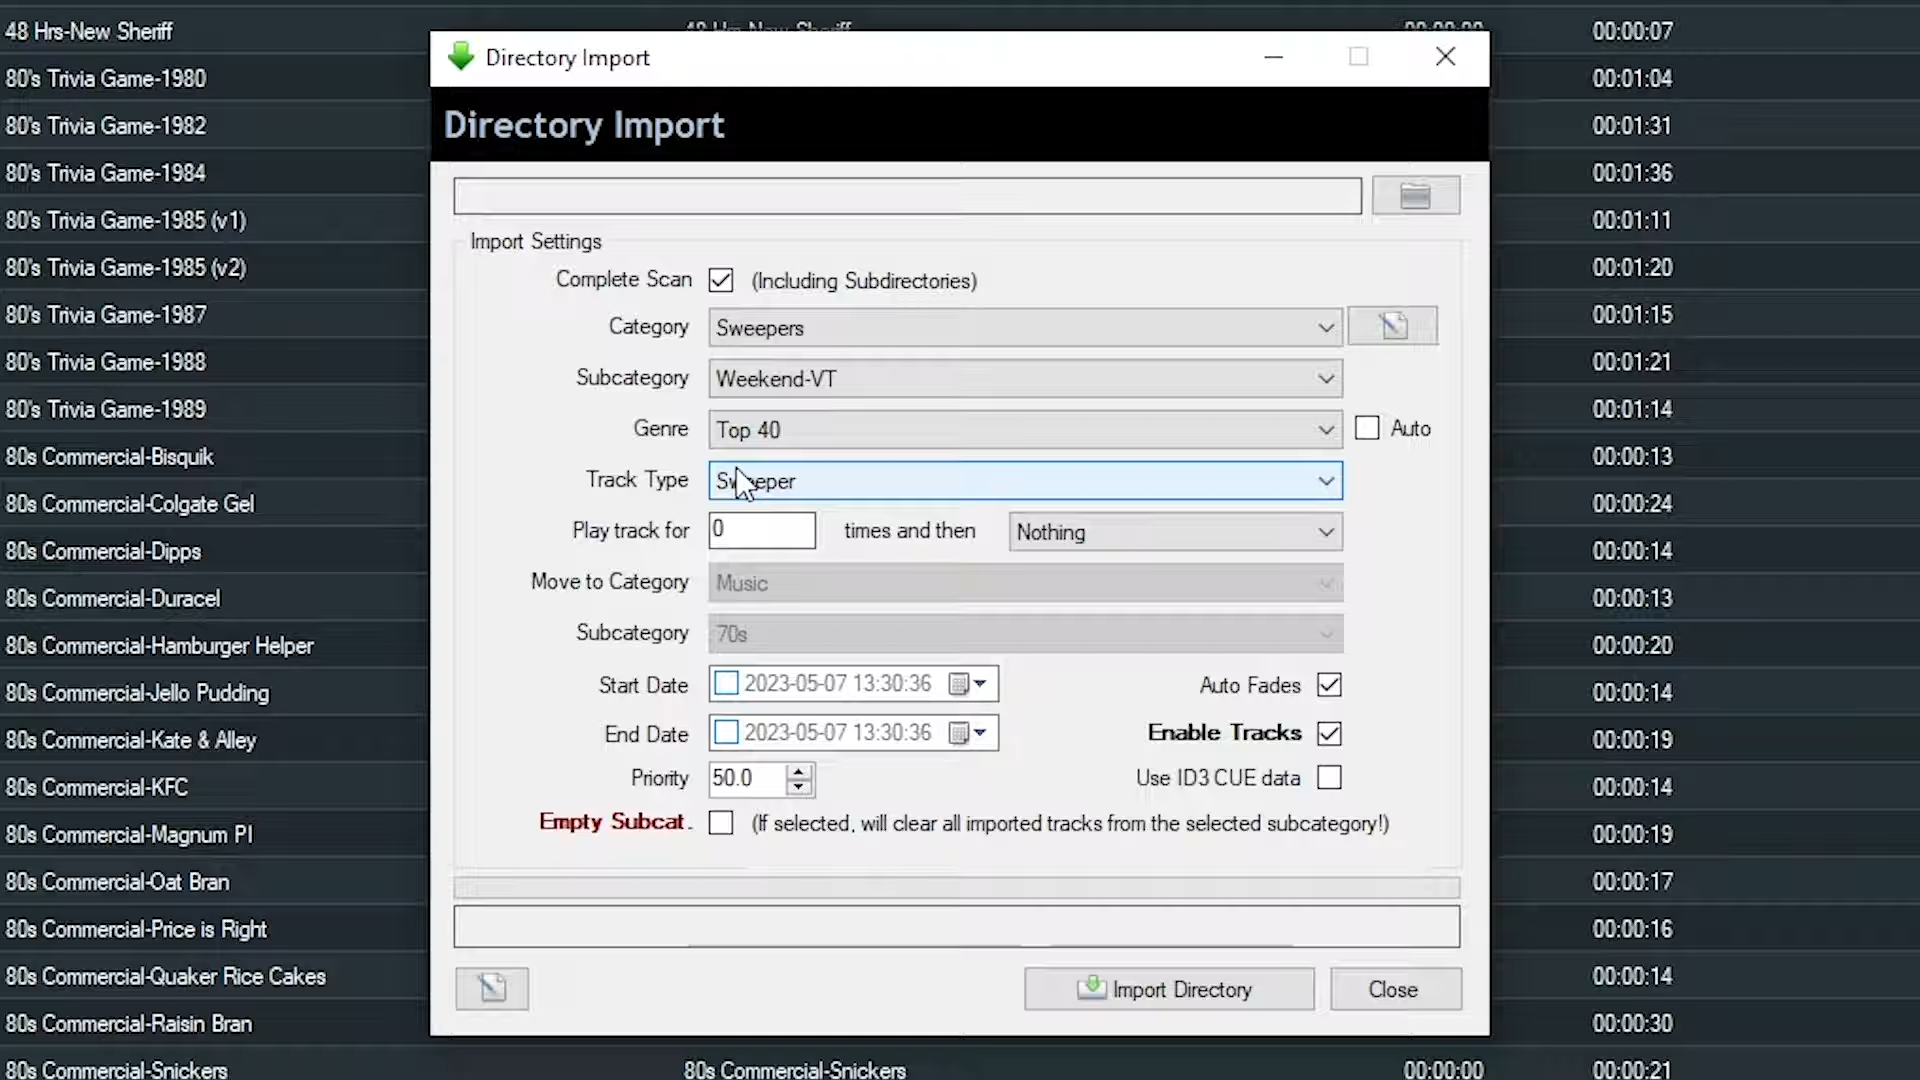 48 Hrs-New Sheriff 48 Hrs-New Sheriff 00:00:00 00:00:07
Directory Import
80's Trivia Game-1980 00:01:04
Directory Import
80's Trivia Game-1982 00:01:31
80's Trivia Game-1984 00:01:36
80's Trivia Game-1985 (v1) 00:01:11
Import Settings
80's Trivia Game-1985 (v2) 00:01:20
Complete Scan (Including Subdirectories)
80's Trivia Game-1987 00:01:15
Category Sweepers
80's Trivia Game-1988 00:01:21
Subcategory Weekend-VT
80's Trivia Game-1989 00:01:14
Genre Top 40 Auto
80s Commercial-Bisquik 00:00:13
Track Type Sweeper
80s Commercial-Colgate Gel 00:00:24
Play track for 0 times and then Nothing
80s Commercial-Dipps 00:00:14
Move to Category Music
80s Commercial-Duracel 00:00:13
Subcategory 70s
80s Commercial-Hamburger Helper 00:00:20
Start Date 2023-05-07 13:30:36 Auto Fades
80s Commercial-Jello Pudding 00:00:14
End Date 2023-05-07 13:30:36 Enable Tracks
80s Commercial-Kate & Alley 00:00:19
Priority 50.0 Use ID3 CUE data
80s Commercial-KFC 00:00:14
Empty Subcat. (If selected, will clear all imported tracks from the selected subcategory!)
80s Commercial-Magnum PI 00:00:19
80s Commercial-Oat Bran 00:00:17
80s Commercial-Price is Right 00:00:16
80s Commercial-Quaker Rice Cakes 00:00:14
Import Directory Close
80s Commercial-Raisin Bran 00:00:30
80s Commercial-Snickers 80s Commercial-Snickers 00:00:00 00:00:21